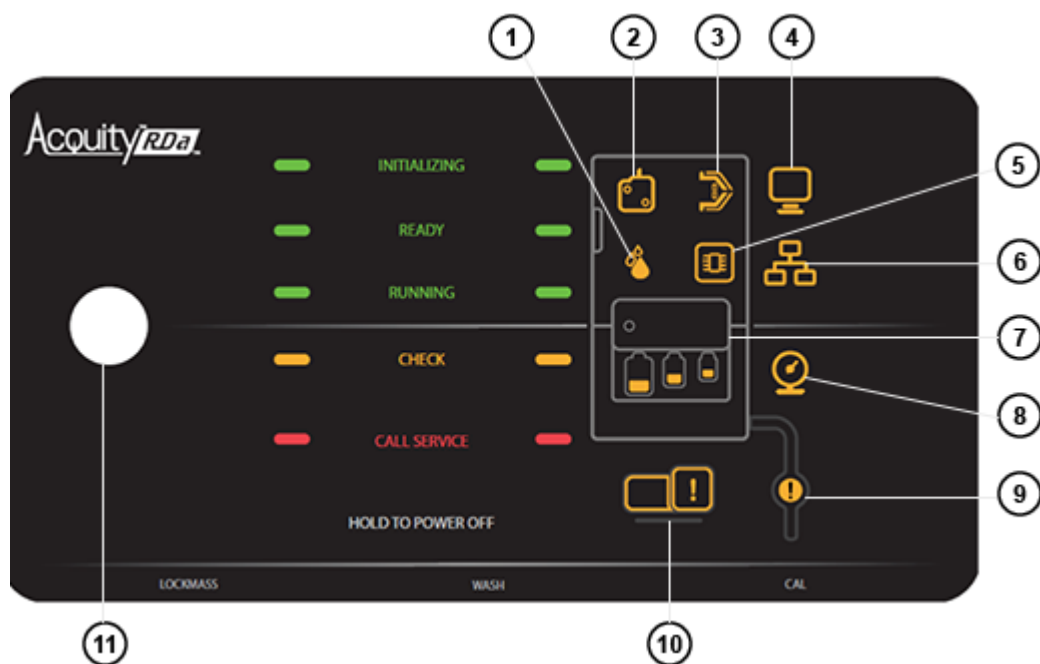 1
2
3
4
Acquity RDa
INITIALIZING
5
READY
6
RUNNING
7
CHECK
8
CALL SERVICE
!
!
9
HOLD TO POWER OFF
LOCKMASS
WASH
CAL
11
10